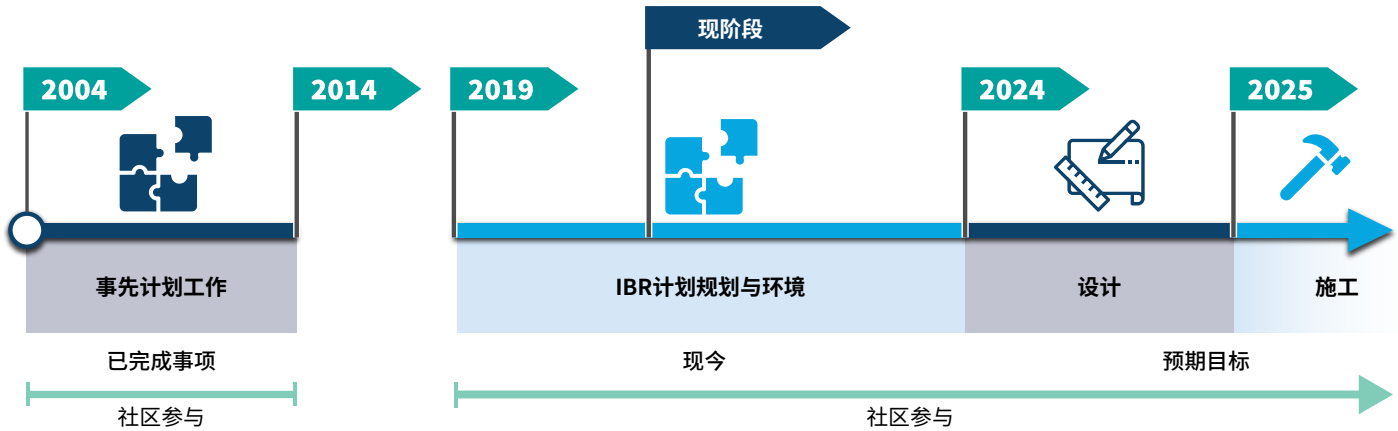 现阶段
2004
2014
2019
2024
2025
事先计划工作
IBR计划规划与环境
设计
施工
已完成事项
现今
预期目标
社区参与
社区参与